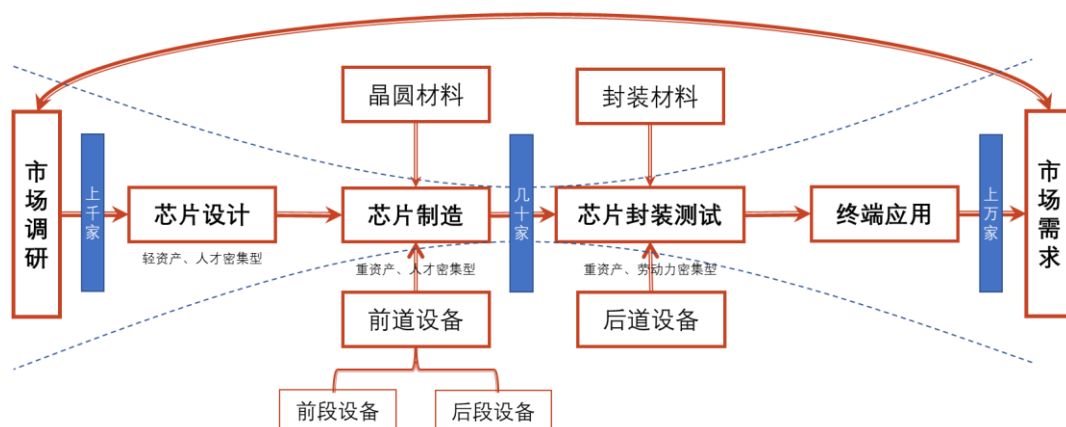 晶圆材料
封装材料
市场调研
上千家
芯片设计
芯片制造
几十家
芯片封装测试
终端应用
上万家
市场需求
轻资产、人才密集型
重资产、人才密集型
重资产、劳动力密集型
前道设备
后道设备
前段设备
后段设备